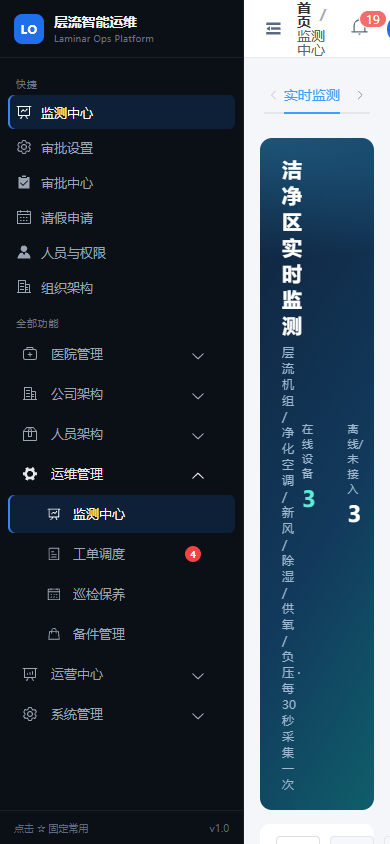 LO
层流智能运维
Laminar Ops Platform
快捷
监测中心
审批设置
审批中心
请假申请
人员与权限
组织架构
全部功能
医院管理
公司架构
人员架构
运维管理
监测中心
工单调度
4
巡检保养
备件管理
运营中心
系统管理
点击 ☆ 固定常用
v1.0
首
页 /
监测
中心
19
实时监测
洁
净
区
实
时
监
测
层
流
机
组
/
净
化
空
调
/
新
风
/
除
湿
/
供
氧
/
负
压 ·
每
30
秒
采
集
一
次
在
线
设
备
3
离
线/
未
接
入
3